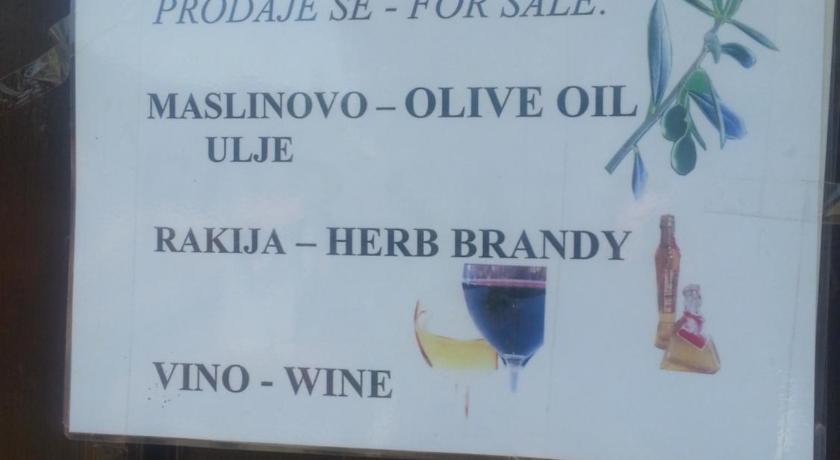 PRODAJE SE - FOR SALE:
MASLINOVO – OLIVE OIL
ULJE
RAKIJA – HERB BRANDY
VINO - WINE